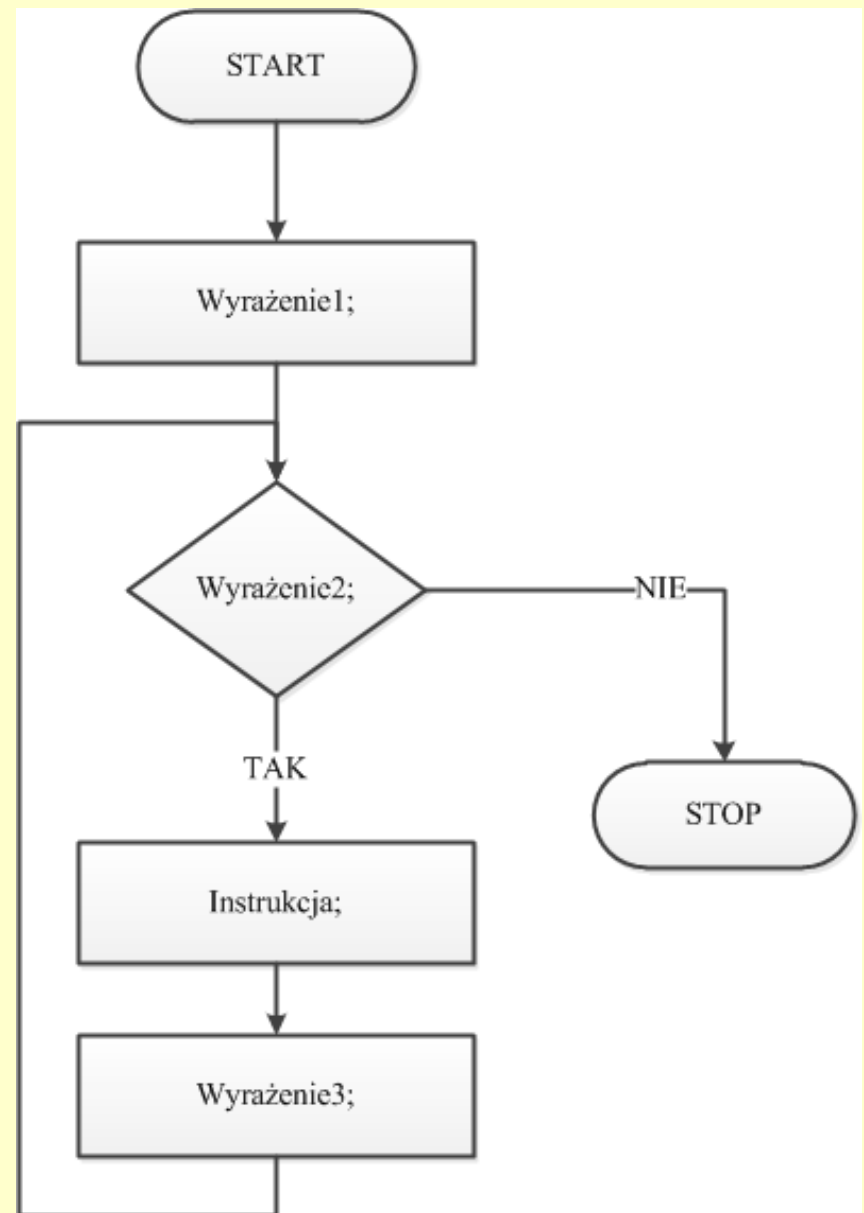 START
Wyrażenie1;
Wyrażenie2;
NIE
TAK
STOP
Instrukcja;
Wyrażenie3;